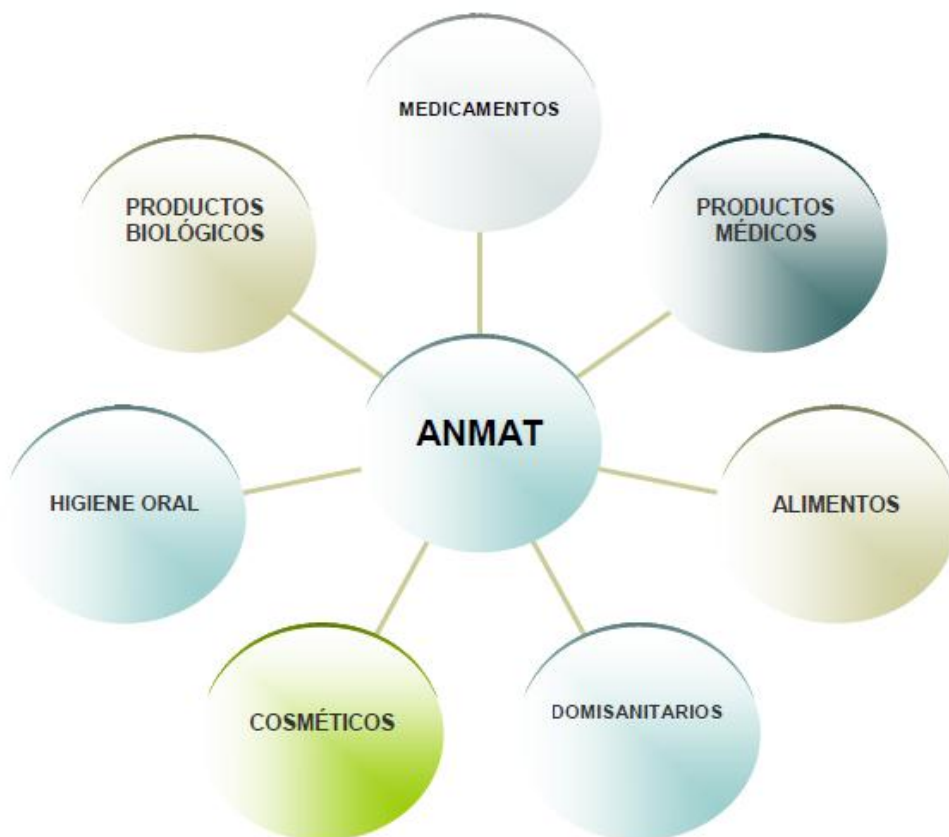 MEDICAMENTOS
PRODUCTOS
BIOLÓGICOS
PRODUCTOS
MÉDICOS
ANMAT
HIGIENE ORAL
ALIMENTOS
COSMÉTICOS
DOMISANITARIOS